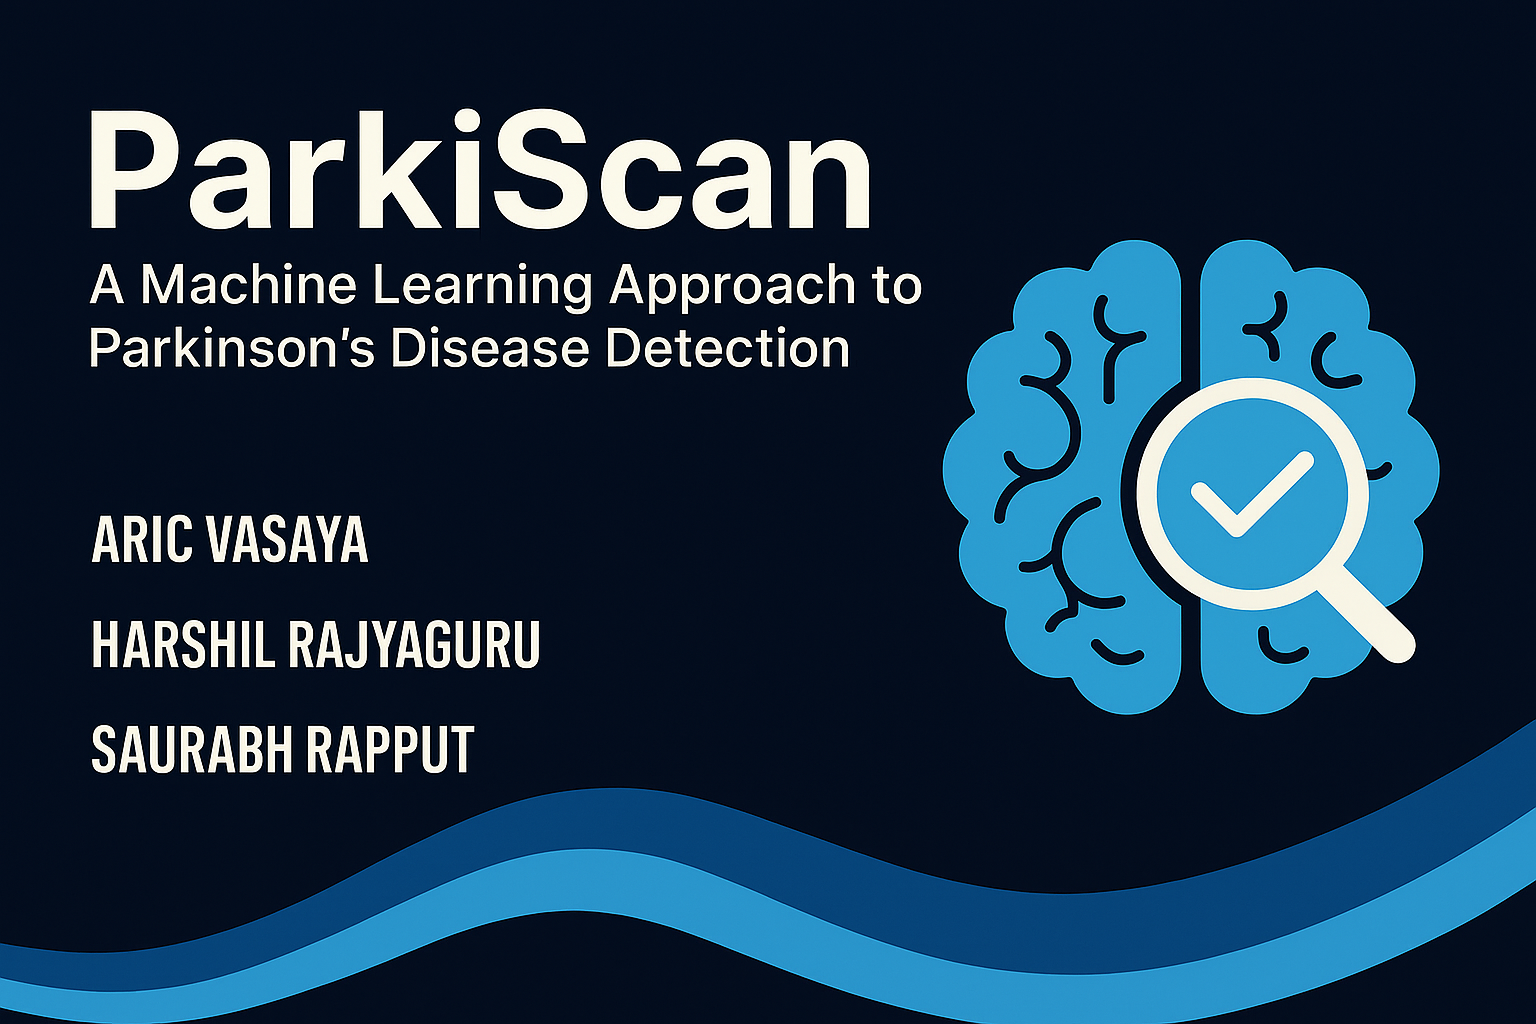 ParkiScan
A Machine Learning Approach to
Parkinson's Disease Detection
ARIC VASAYA
HARSHIL RAJYAGURU
SAURABH RAPPUT